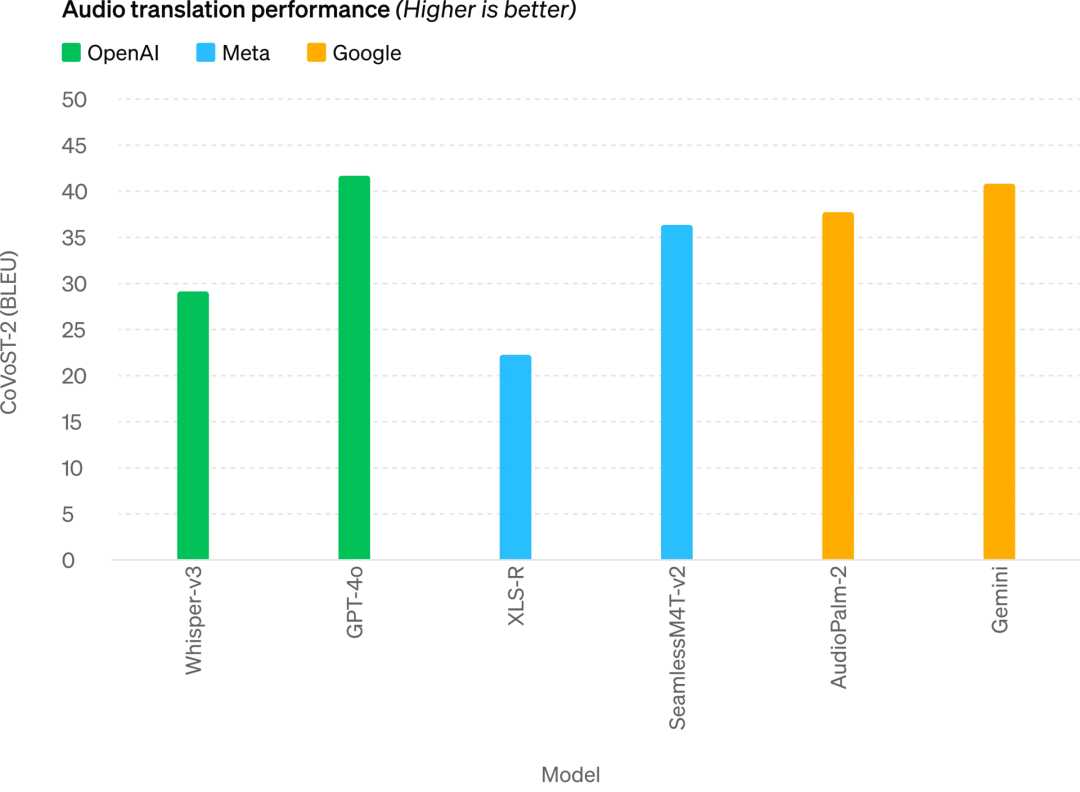 Audio translation performance (Higher is better)
OpenAI Meta Google
50
45
40
35
30
25
20
15
10
5
0
CoVoST-2 (BLEU)
Whisper-v3
GPT-4o
XLS-R
SeamlessM4T-v2
AudioPalm-2
Gemini
Model